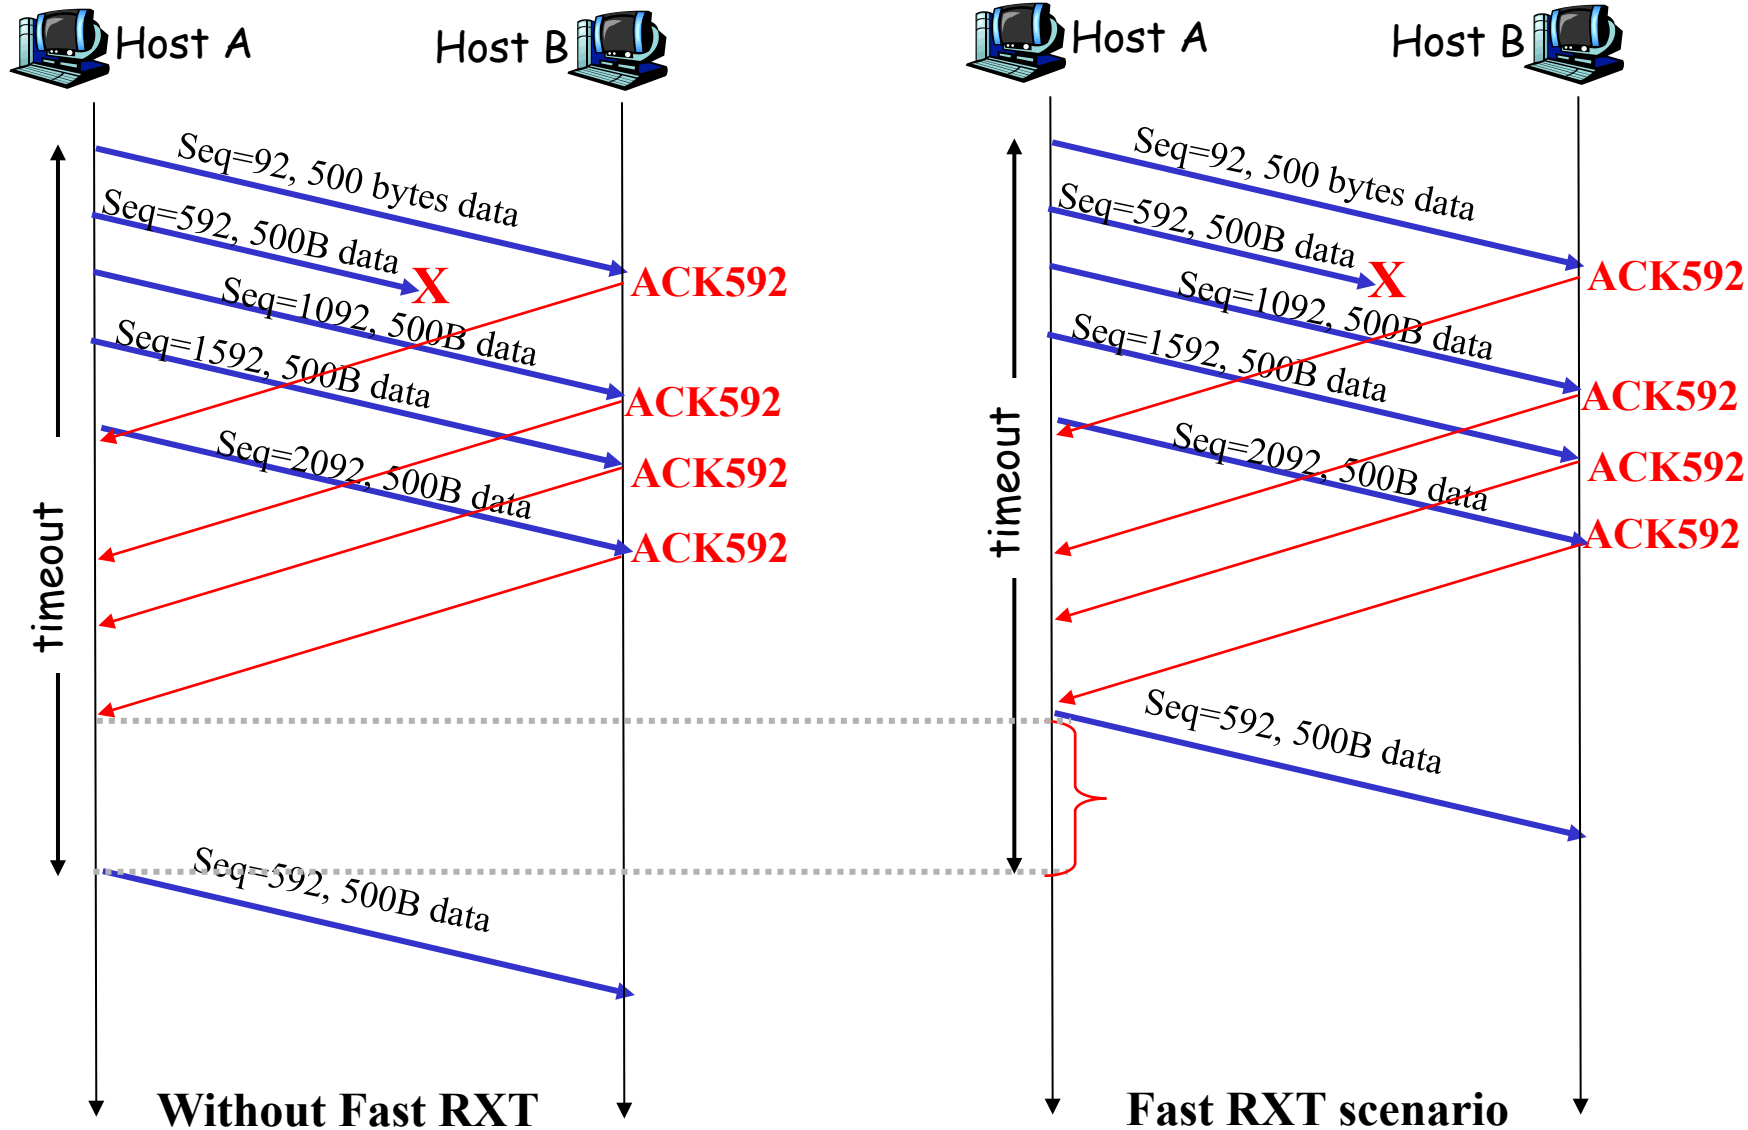 Host A
Host B
Seq=92, 500 bytes data
Seq=592, 500B data
X
ACK592
Seq=1092, 500B data
Seq=1592, 500B data
ACK592
Seq=2092, 500B data
ACK592
ACK592
timeout
Seq=592, 500B data
Without Fast RXT
Host A
Host B
Seq=92, 500 bytes data
Seq=592, 500B data
X
ACK592
Seq=1092, 500B data
Seq=1592, 500B data
ACK592
Seq=2092, 500B data
ACK592
ACK592
timeout
Seq=592, 500B data
Fast RXT scenario